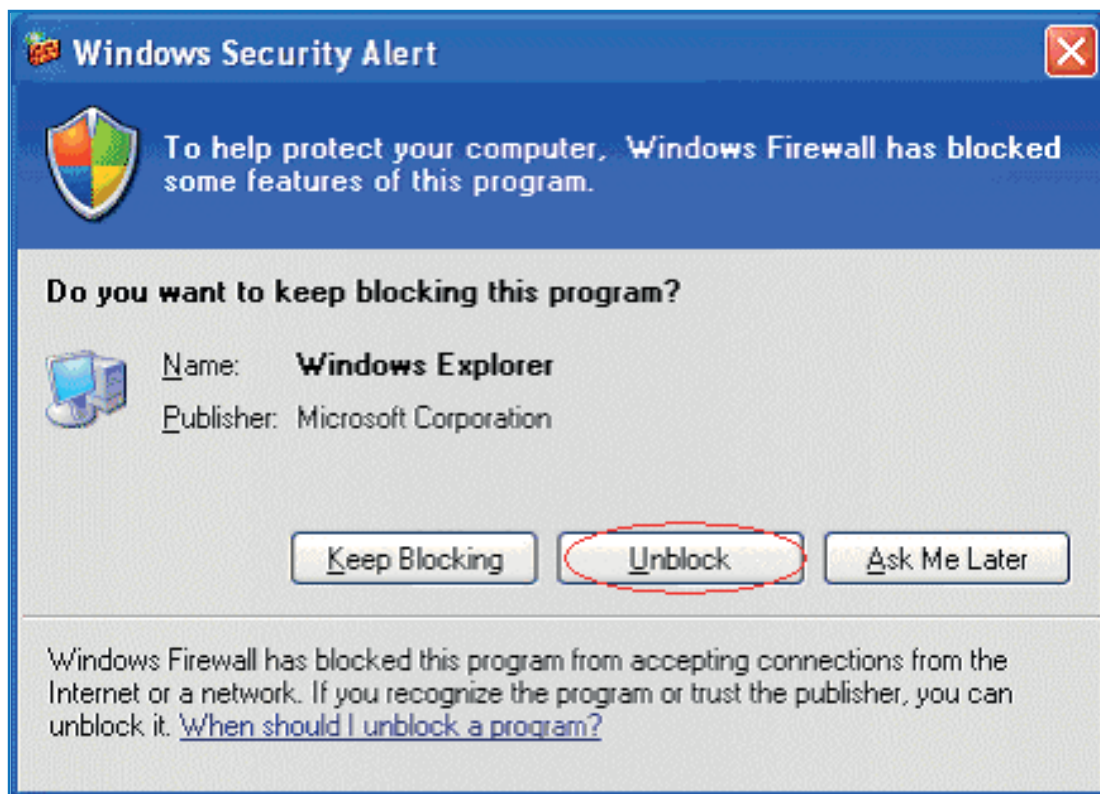 Windows Security Alert
To help protect your computer, Windows Firewall has blocked
some features of this program.
Do you want to keep blocking this program?
Name: Windows Explorer
Publisher: Microsoft Corporation
Keep Blocking Unblock Ask Me Later
Windows Firewall has blocked this program from accepting connections from the
Internet or a network. If you recognize the program or trust the publisher, you can
unblock it. When should I unblock a program?